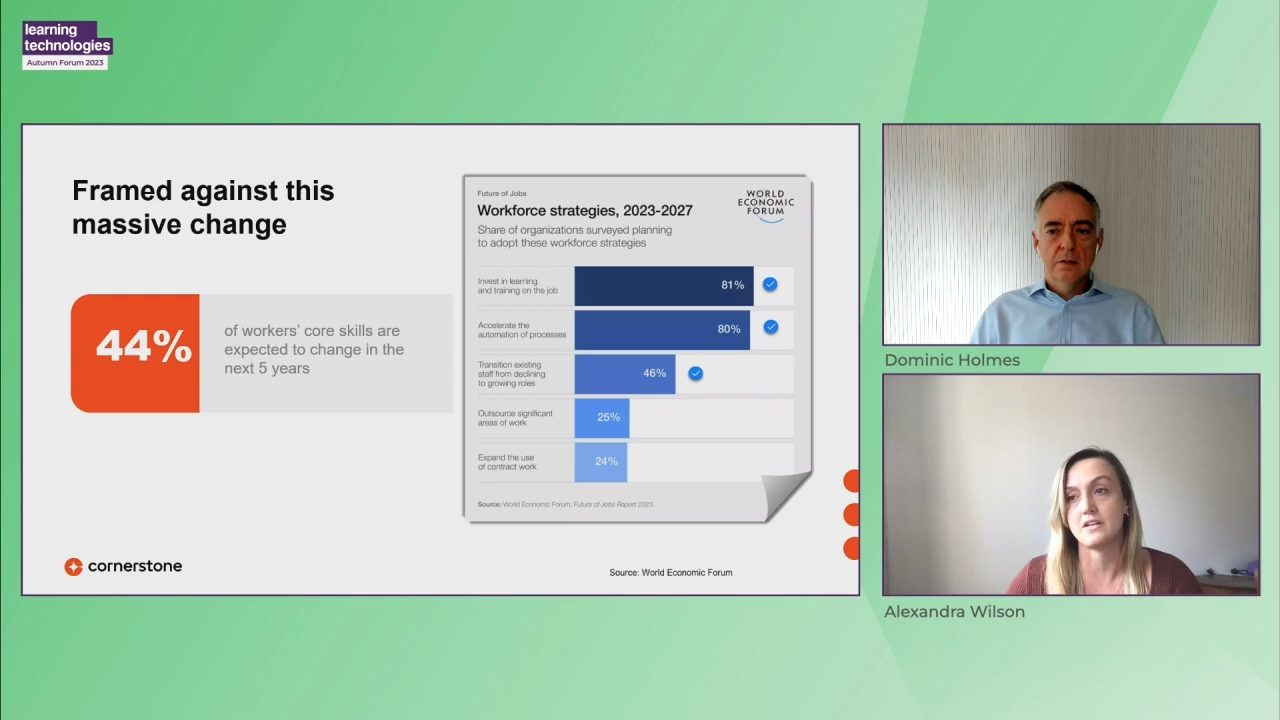 learning
technologies
Autumn Forum 2023
Framed against this
massive change
44%
of workers' core skills are
expected to change in the
next 5 years
Future of Jobs
WORLD
ECONOMIC
FORUM
Workforce strategies, 2023-2027
Share of organizations surveyed planning
to adopt these workforce strategies
Invest in learning
and training on the job
81%
Accelerate the
automation of processes
80%
Transition existing
staff from declining
to growing roles
46%
Outsource significant
areas of work
25%
Expand the use
of contract work
24%
Source: World Economic Forum, Future of Jobs Report 2023.
cornerstone
Source: World Economic Forum
Dominic Holmes
Alexandra Wilson